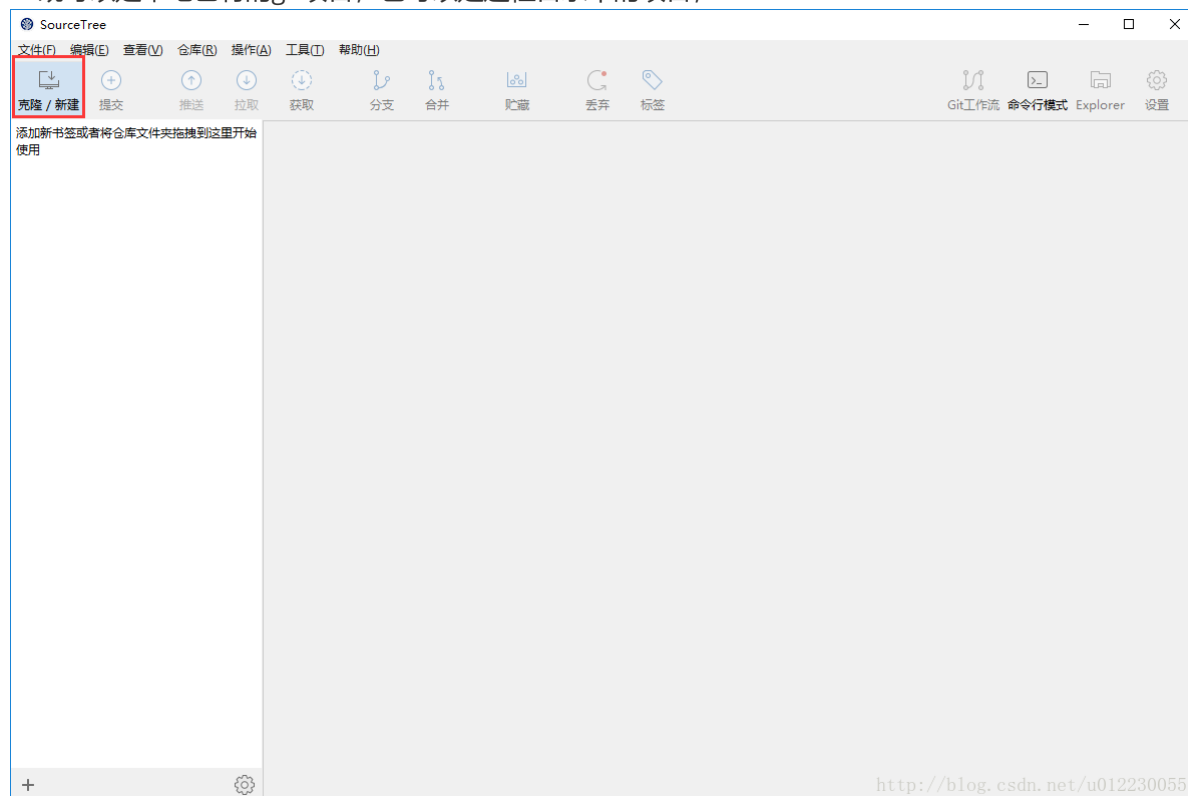 SourceTree
文件(F) 编辑(E) 查看(V) 仓库(R) 操作(A) 工具(T) 帮助(H)
克隆 / 新建 提交 推送 拉取 获取 分支 合并 贮藏 丢弃 标签 Git工作流 命令行模式 Explorer 设置
添加新书签或者将仓库文件夹拖拽到这里开始
使用
http://blog.csdn.net/u012230055